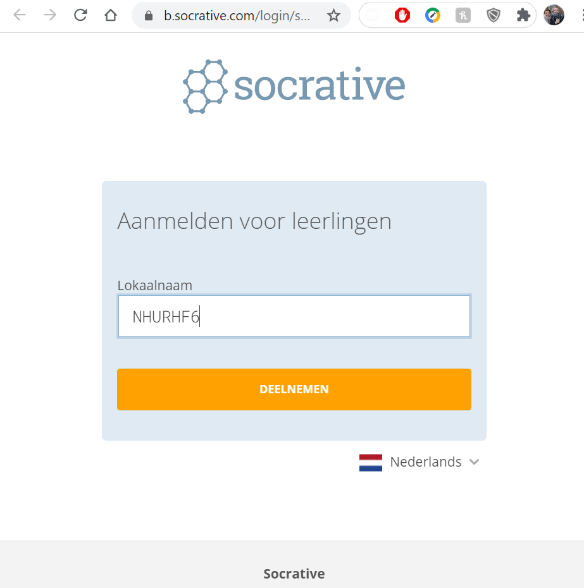 b.socrative.com/login/s...
socrative
Aanmelden voor leerlingen
Lokaalnaam
NHURHF6
DEELNEMEN
Nederlands
Socrative